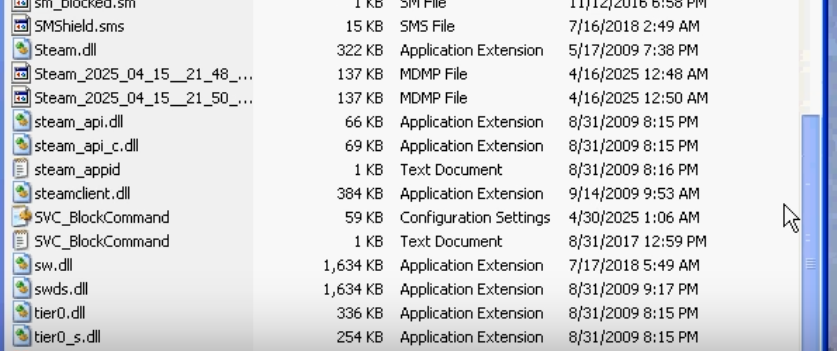 sm_blocked.sm 1 KB SM File 11/12/2016 6:58 PM
SMShield.sms 15 KB SMS File 7/16/2018 2:49 AM
Steam.dll 322 KB Application Extension 5/17/2009 7:38 PM
Steam_2025_04_15__21_48_... 137 KB MDMP File 4/16/2025 12:48 AM
Steam_2025_04_15__21_50_... 137 KB MDMP File 4/16/2025 12:50 AM
steam_api.dll 66 KB Application Extension 8/31/2009 8:15 PM
steam_api_c.dll 69 KB Application Extension 8/31/2009 8:15 PM
steam_appid 1 KB Text Document 8/31/2009 8:16 PM
steamclient.dll 384 KB Application Extension 9/14/2009 9:53 AM
SVC_BlockCommand 59 KB Configuration Settings 4/30/2025 1:06 AM
SVC_BlockCommand 1 KB Text Document 8/31/2017 12:59 PM
sw.dll 1,634 KB Application Extension 7/17/2018 5:49 AM
swds.dll 1,634 KB Application Extension 8/31/2009 9:17 PM
tier0.dll 336 KB Application Extension 8/31/2009 8:15 PM
tier0_s.dll 254 KB Application Extension 8/31/2009 8:15 PM